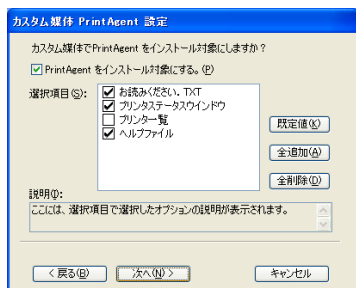 カスタム媒体 PrintAgent 設定
カスタム媒体でPrintAgent をインストール対象にしますか?
PrintAgent をインストール対象にする。(P)
選択項目(S):
お読みください.TXT
プリンタステータスウインドウ
プリンター覧
ヘルプファイル
既定値(K)
全追加(A)
全削除(D)
説明(I):
ここには、選択項目で選択したオプションの説明が表示されます。
< 戻る(B)
次へ(N) >
キャンセル